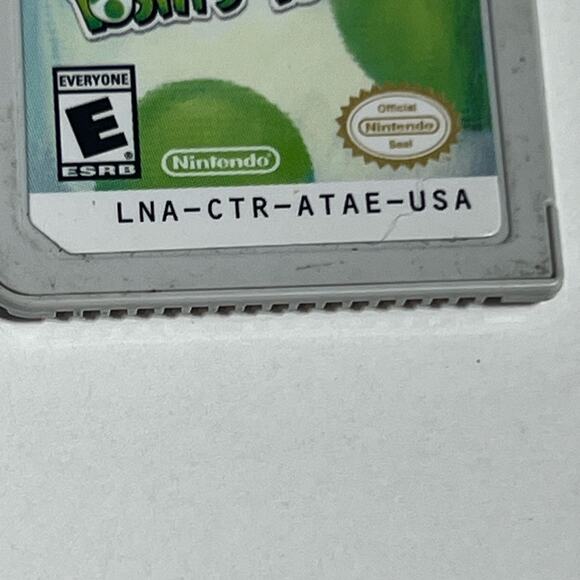 EVERYONE
E
ESRB
Nintendo
Official
Nintendo
Seal
LNA-CTR-ATAE-USA